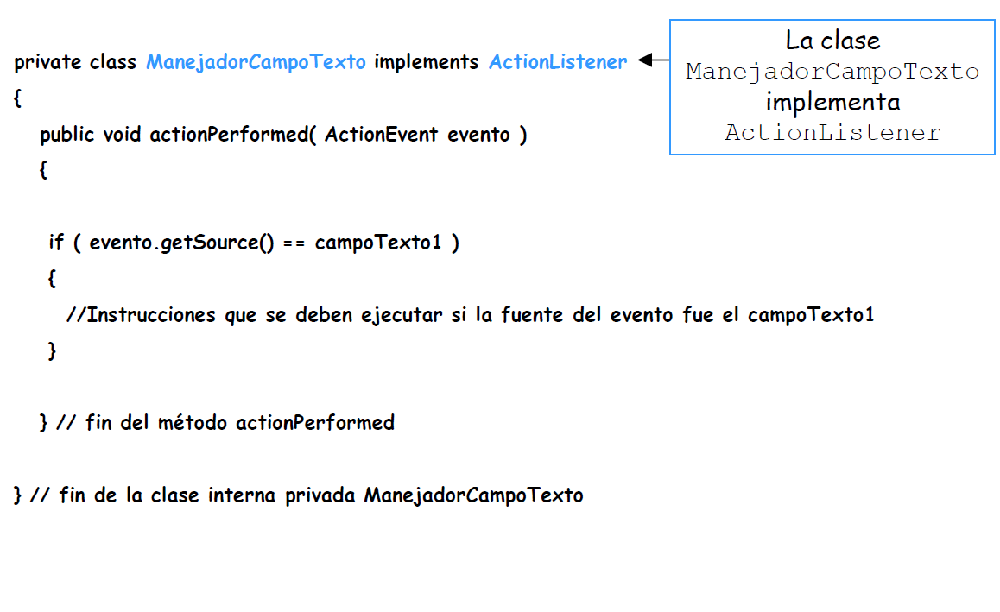 private class ManejadorCampoTexto implements ActionListener
{
public void actionPerformed( ActionEvent evento )
{
if ( evento.getSource() == campoTexto1 )
{
//Instrucciones que se deben ejecutar si la fuente del evento fue el campoTexto1
}
} // fin del método actionPerformed
} // fin de la clase interna privada ManejadorCampoTexto
La clase
ManejadorCampoTexto
implementa
ActionListener